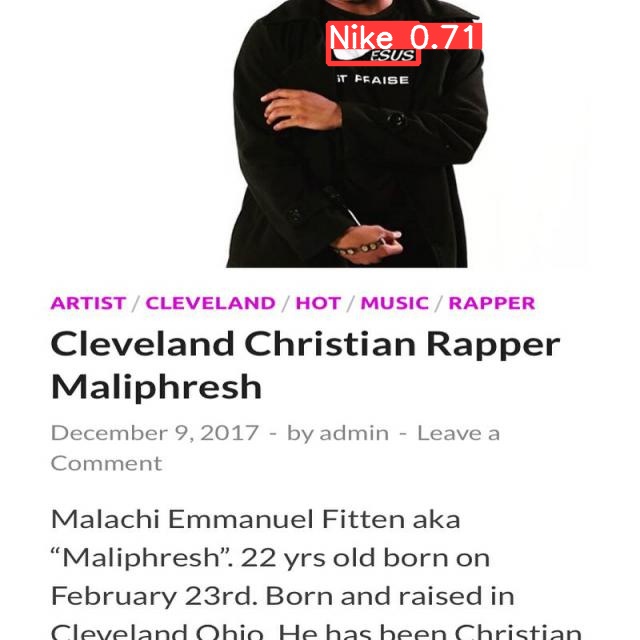 Nike 0.71
ESUS
ST PRAISE
ARTIST / CLEVELAND / HOT / MUSIC / RAPPER
Cleveland Christian Rapper
Maliphresh
December 9, 2017 - by admin - Leave a
Comment
Malachi Emmanuel Fitten aka
“Maliphresh”. 22 yrs old born on
February 23rd. Born and raised in
Cleveland Ohio. He has been Christian